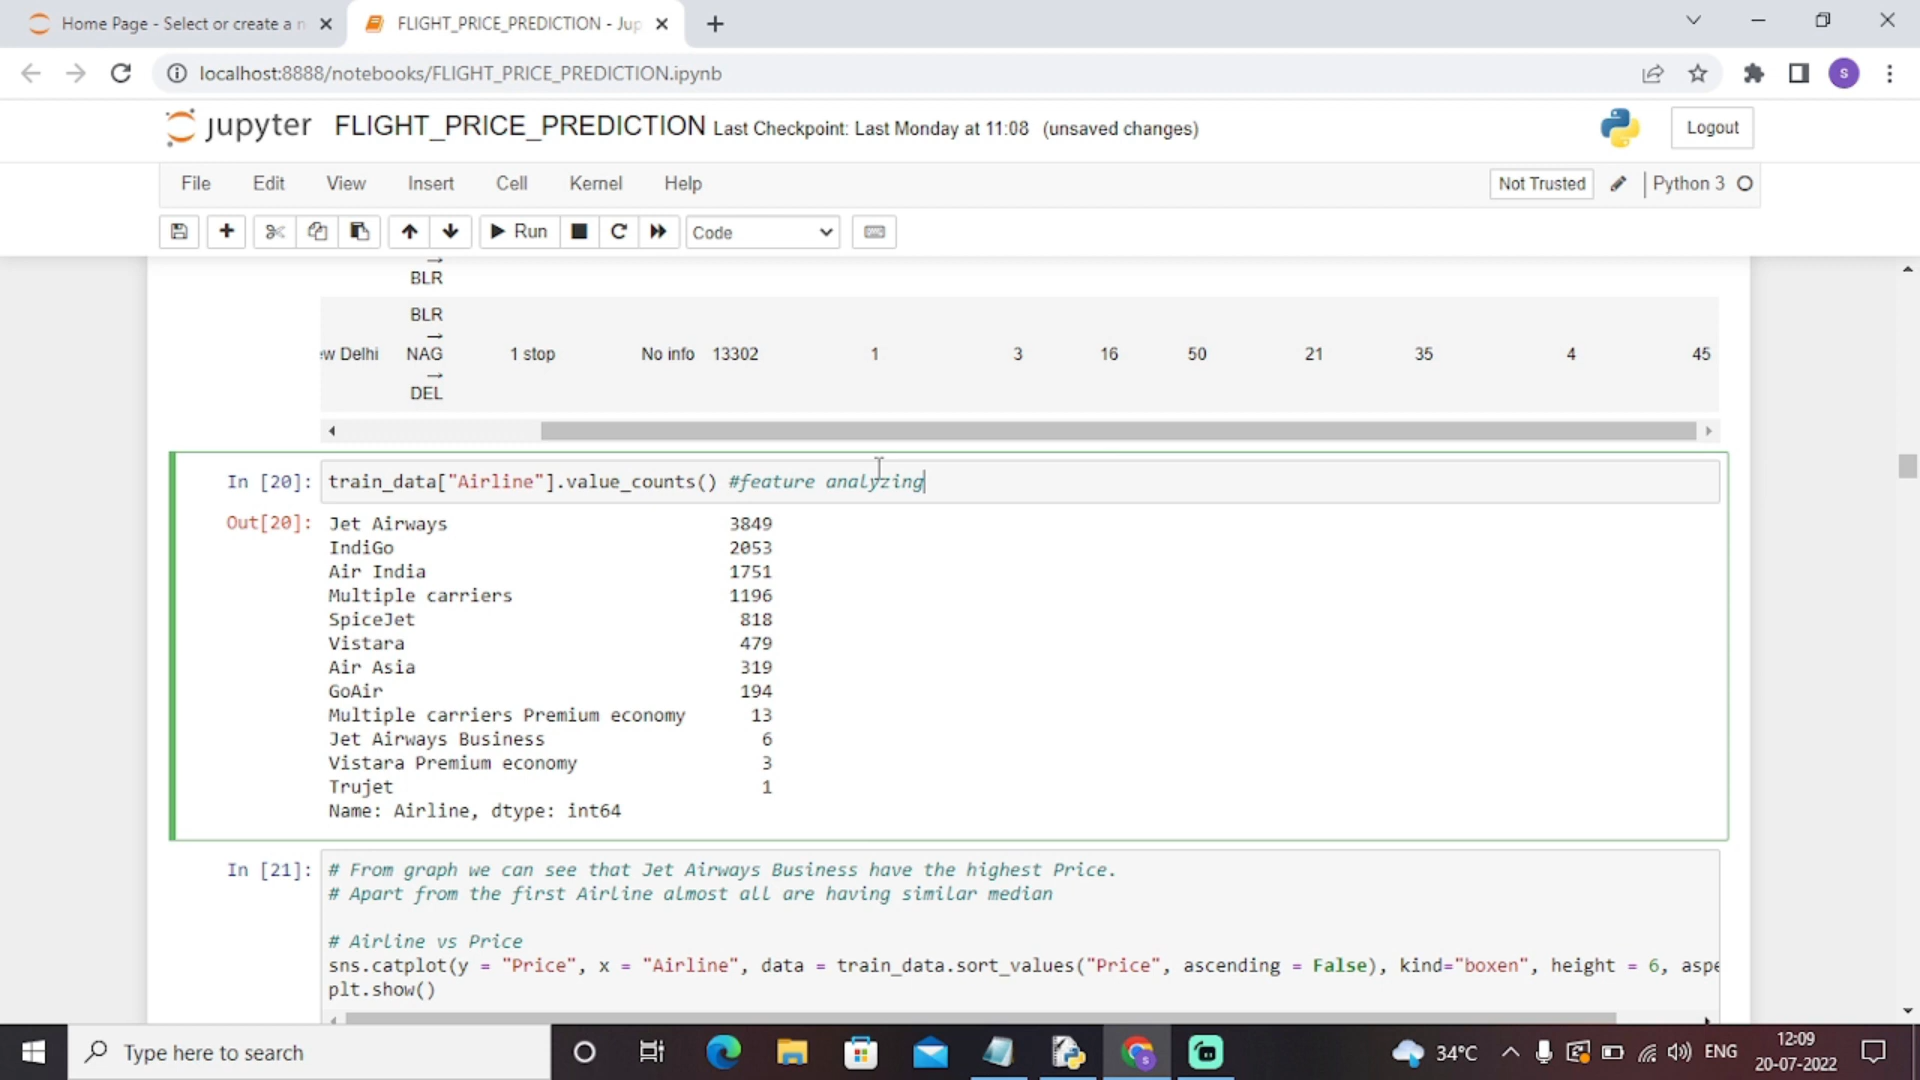 Home Page - Select or create a n
FLIGHT_PRICE_PREDICTION - Jup
localhost:8888/notebooks/FLIGHT_PRICE_PREDICTION.ipynb
S
jupyter FLIGHT_PRICE_PREDICTION Last Checkpoint: Last Monday at 11:08 (unsaved changes)
Logout
File Edit View Insert Cell Kernel Help
Not Trusted
Python 3
Run
Code
→
BLR
BLR
→
ew Delhi NAG 1 stop No info 13302 1 3 16 50 21 35 4 45
→
DEL
In [20]: train_data["Airline"].value_counts() #feature analyzing
Out[20]: Jet Airways 3849
IndiGo 2053
Air India 1751
Multiple carriers 1196
SpiceJet 818
Vistara 479
Air Asia 319
GoAir 194
Multiple carriers Premium economy 13
Jet Airways Business 6
Vistara Premium economy 3
Trujet 1
Name: Airline, dtype: int64
In [21]: # From graph we can see that Jet Airways Business have the highest Price.
# Apart from the first Airline almost all are having similar median
# Airline vs Price
sns.catplot(y = "Price", x = "Airline", data = train_data.sort_values("Price", ascending = False), kind="boxen", height = 6, aspe
plt.show()
Type here to search
34°C
ENG
12:09
20-07-2022